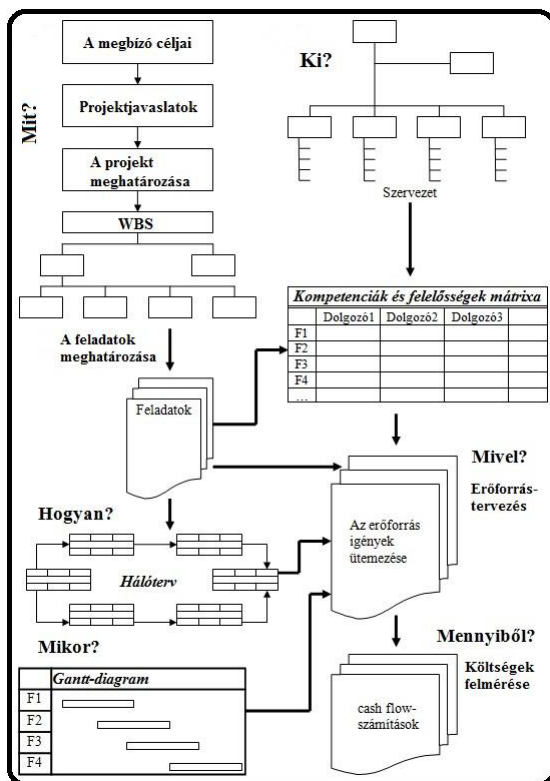 A megbízó céljai
Projektjavaslatok
Mit?
A projekt
meghatározása
WBS
A feladatok
meghatározása
Feladatok
Ki?
Szervezet
Kompetenciák és felelősségek mátrixa
Dolgozó1 Dolgozó2 Dolgozó3
F1
F2
F3
F4
...
Mivel?
Erőforrás-
tervezés
Az erőforrás
igények
ütemezése
Hogyan?
Hálóterv
Mikor?
Gantt-diagram
F1
F2
F3
F4
Mennyiből?
Költségek
felmérése
cash flow-
számítások